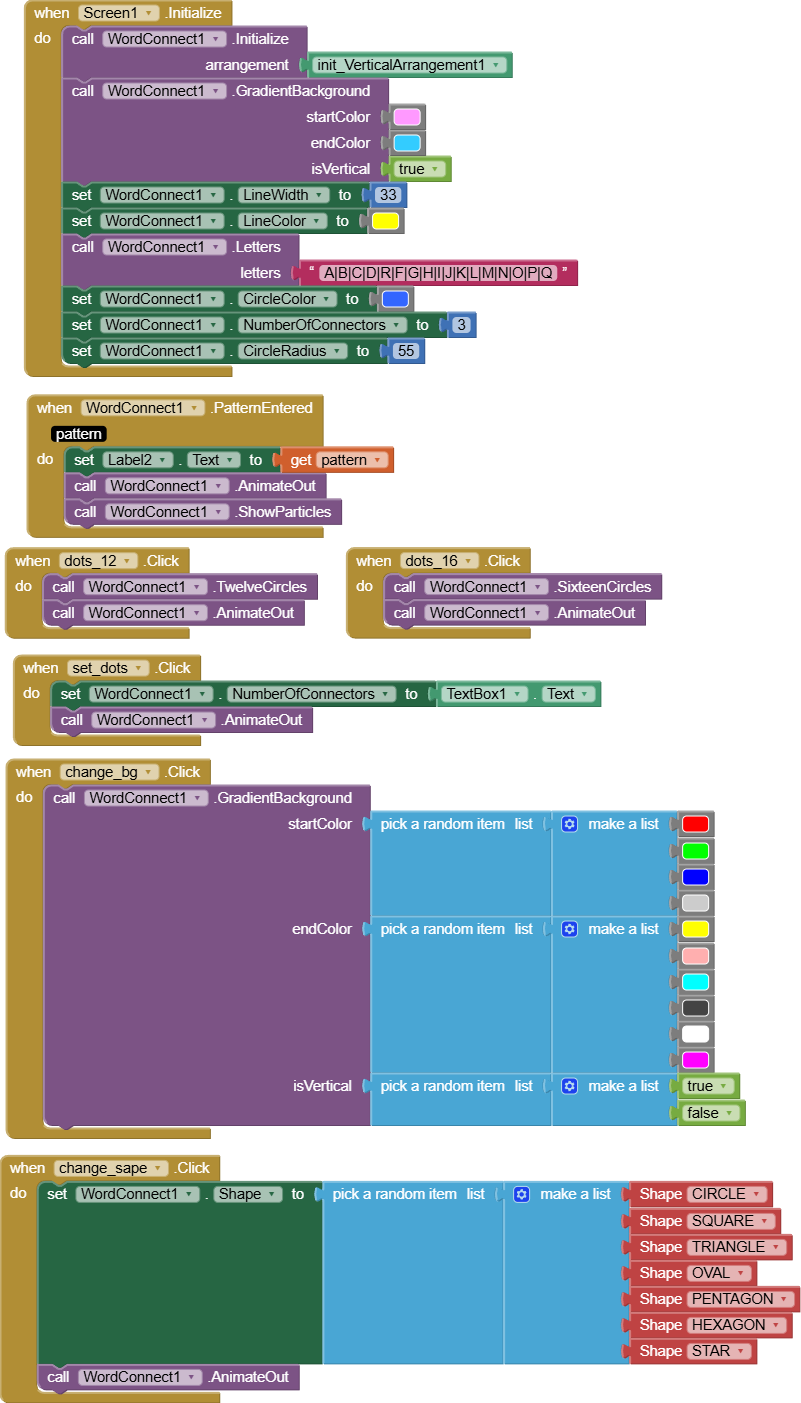 when Screen1 .Initialize
do call WordConnect1 .Initialize
arrangement init_VerticalArrangement1
call WordConnect1 .GradientBackground
startColor
endColor
isVertical true
set WordConnect1 . LineWidth to 33
set WordConnect1 . LineColor to
call WordConnect1 .Letters
letters “ A|B|C|D|R|F|G|H|I|J|K|L|M|N|O|P|Q ”
set WordConnect1 . CircleColor to
set WordConnect1 . NumberOfConnectors to 3
set WordConnect1 . CircleRadius to 55
when WordConnect1 .PatternEntered
pattern
do set Label2 . Text to get pattern
call WordConnect1 .AnimateOut
call WordConnect1 .ShowParticles
when dots_12 .Click
do call WordConnect1 .TwelveCircles
call WordConnect1 .AnimateOut
when dots_16 .Click
do call WordConnect1 .SixteenCircles
call WordConnect1 .AnimateOut
when set_dots .Click
do set WordConnect1 . NumberOfConnectors to TextBox1 . Text
call WordConnect1 .AnimateOut
when change_bg .Click
do call WordConnect1 .GradientBackground
startColor pick a random item list make a list
endColor pick a random item list make a list
isVertical pick a random item list make a list true
false
when change_sape .Click
do set WordConnect1 . Shape to pick a random item list make a list Shape CIRCLE
Shape SQUARE
Shape TRIANGLE
Shape OVAL
Shape PENTAGON
Shape HEXAGON
Shape STAR
call WordConnect1 .AnimateOut